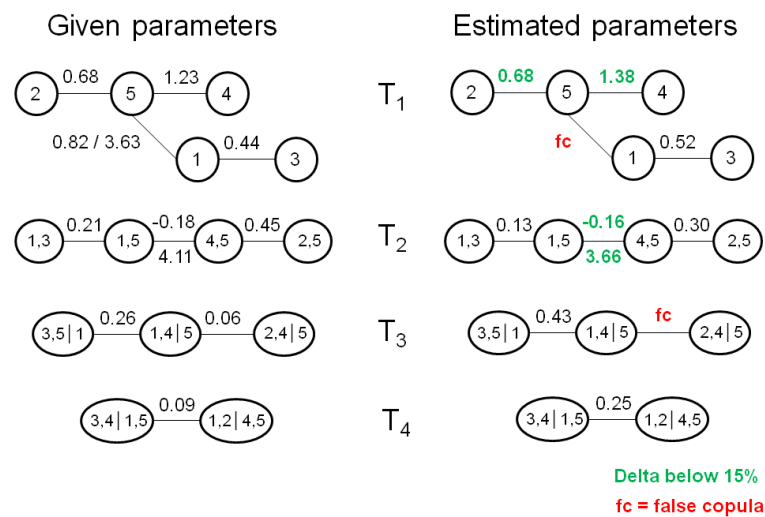 Given parameters Estimated parameters
0.68 1.23 0.68 1.38
2 5 4 T1 2 5 4
0.82 / 3.63 0.44 fc 0.52
1 3 1 3
0.21 -0.18 0.45 0.13 -0.16 0.30
1,3 1,5 4,5 2,5 T2 1,3 1,5 4,5 2,5
4.11 3.66
0.26 0.06 0.43 fc
3,5|1 1,4|5 2,4|5 T3 3,5|1 1,4|5 2,4|5
0.09 0.25
3,4|1,5 1,2|4,5 T4 3,4|1,5 1,2|4,5
Delta below 15%
fc = false copula